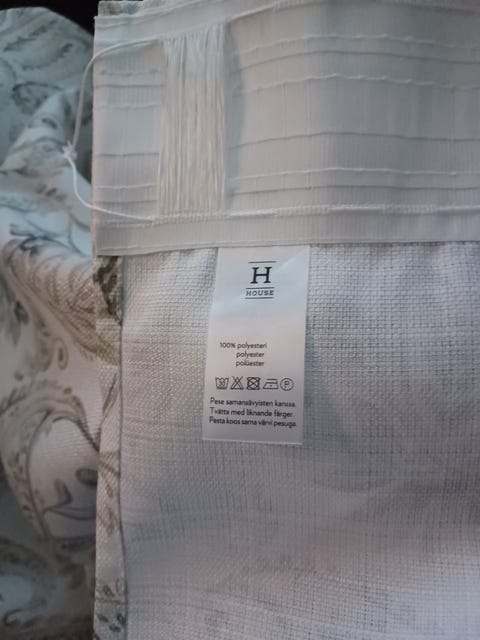 H
HOUSE
100% polyesteri
polyester
polüester
P
Pese samansävyisten kanssa.
Tvätta med liknande färger.
Pesta koos sama värvi pesuga.